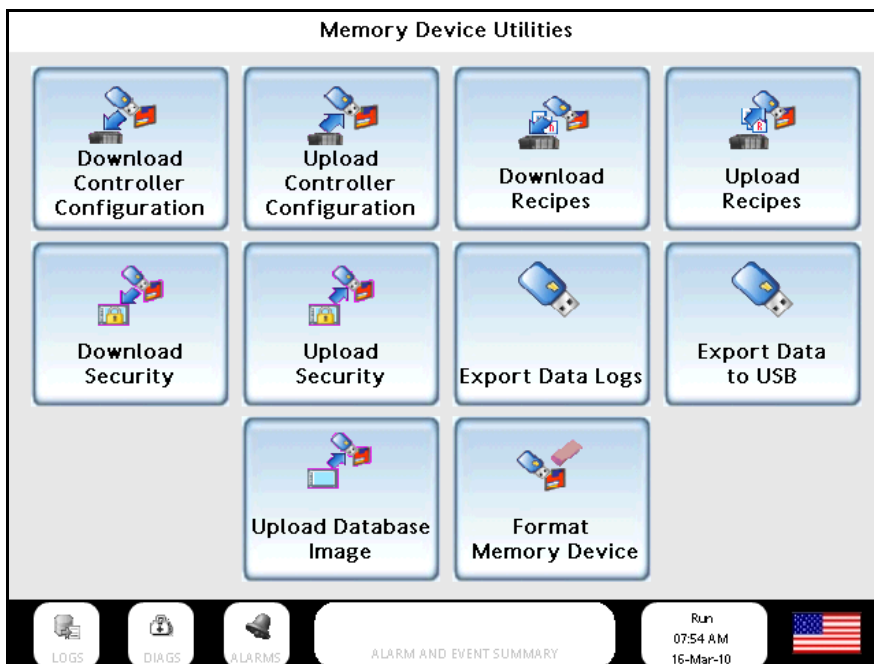 Memory Device Utilities
Download
Controller
Configuration
Upload
Controller
Configuration
Download
Recipes
Upload
Recipes
Download
Security
Upload
Security
Export Data Logs
Export Data
to USB
Upload Database
Image
Format
Memory Device
LOGS
DIAGS
ALARMS
ALARM AND EVENT SUMMARY
Run
07:54 AM
16-Mar-10